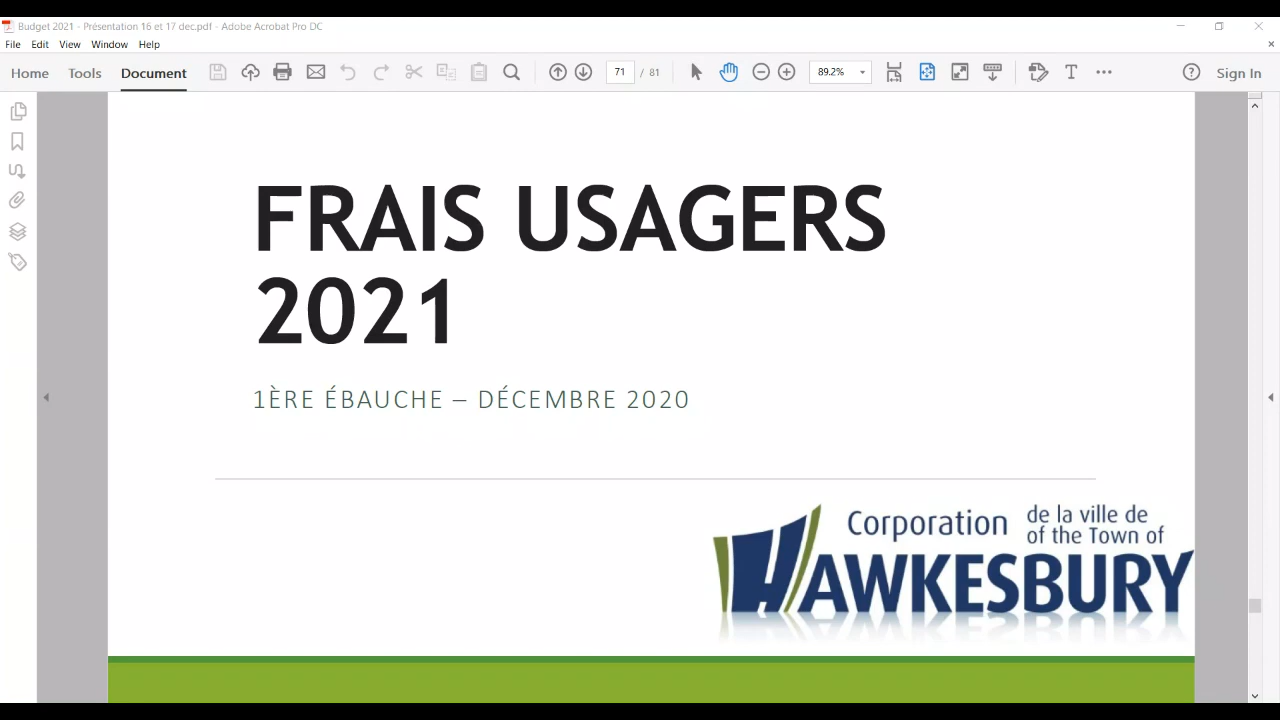 Budget 2021 - Présentation 16 et 17 dec.pdf - Adobe Acrobat Pro DC
File Edit View Window Help
Home Tools Document 71 / 81 89.2% Sign In
FRAIS USAGERS
2021
1ÈRE ÉBAUCHE – DÉCEMBRE 2020
Corporation de la ville de
of the Town of
HAWKESBURY